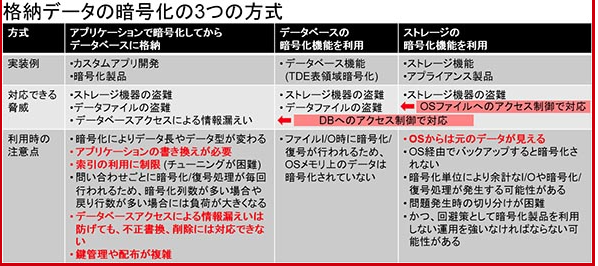 格納データの暗号化の3つの方式
方式
アプリケーションで暗号化してから
データベースに格納
データベースの
暗号化機能を利用
ストレージの
暗号化機能を利用
実装例
•カスタムアプリ開発
•暗号化製品
•データベース機能
(TDE表領域暗号化)
•ストレージ機能
•アプライアンス製品
対応できる
脅威
•ストレージ機器の盗難
•データファイルの盗難
•データベースアクセスによる情報漏えい
•ストレージ機器の盗難
•データファイルの盗難
DBへのアクセス制御で対応
•ストレージ機器の盗難
OSファイルへのアクセス制御で対応
利用時の
注意点
•暗号化によりデータ長やデータ型が変わる
•アプリケーションの書き換えが必要
•索引の利用に制限 (チューニングが困難)
•問い合わせごとに暗号化/復号処理が毎回
行われるため、暗号化列数が多い場合や
戻り行数が多い場合には負荷が大きくなる
•データベースアクセスによる情報漏えいは
防げても、不正書換、削除には対応できな
い
•鍵管理や配布が複雑
•ファイルI/O時に暗号化/
復号が行われるため、
OSメモリ上のデータは
暗号化されていない
•OSからは元のデータが見える
•OS経由でバックアップすると暗号化さ
れない
•暗号化単位により余計なI/Oや暗号化/
復号処理が発生する可能性がある
•問題発生時の切り分けが困難
•かつ、回避策として暗号化製品を利用
しない運用を強いなければならない可
能性がある